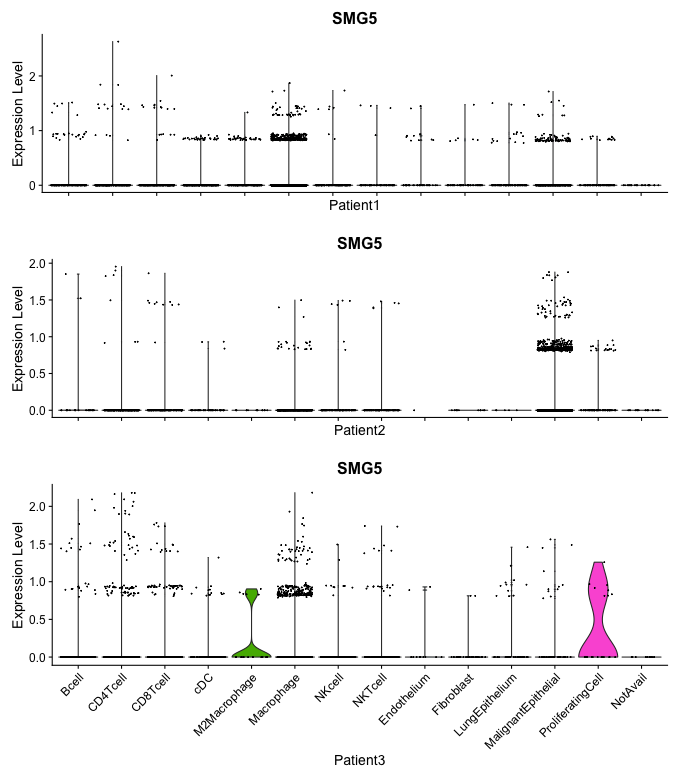 SMG5
Expression Level
2
1
0
Patient1
SMG5
Expression Level
2.0
1.5
1.0
0.5
0.0
Patient2
SMG5
Expression Level
2.0
1.5
1.0
0.5
0.0
Bcell
CD4Tcell
CD8Tcell
cDC
M2Macrophage
Macrophage
NKcell
NKTcell
Endothelium
Fibroblast
LungEpithelium
MalignantEpithelial
ProliferatingCell
NotAvail
Patient3